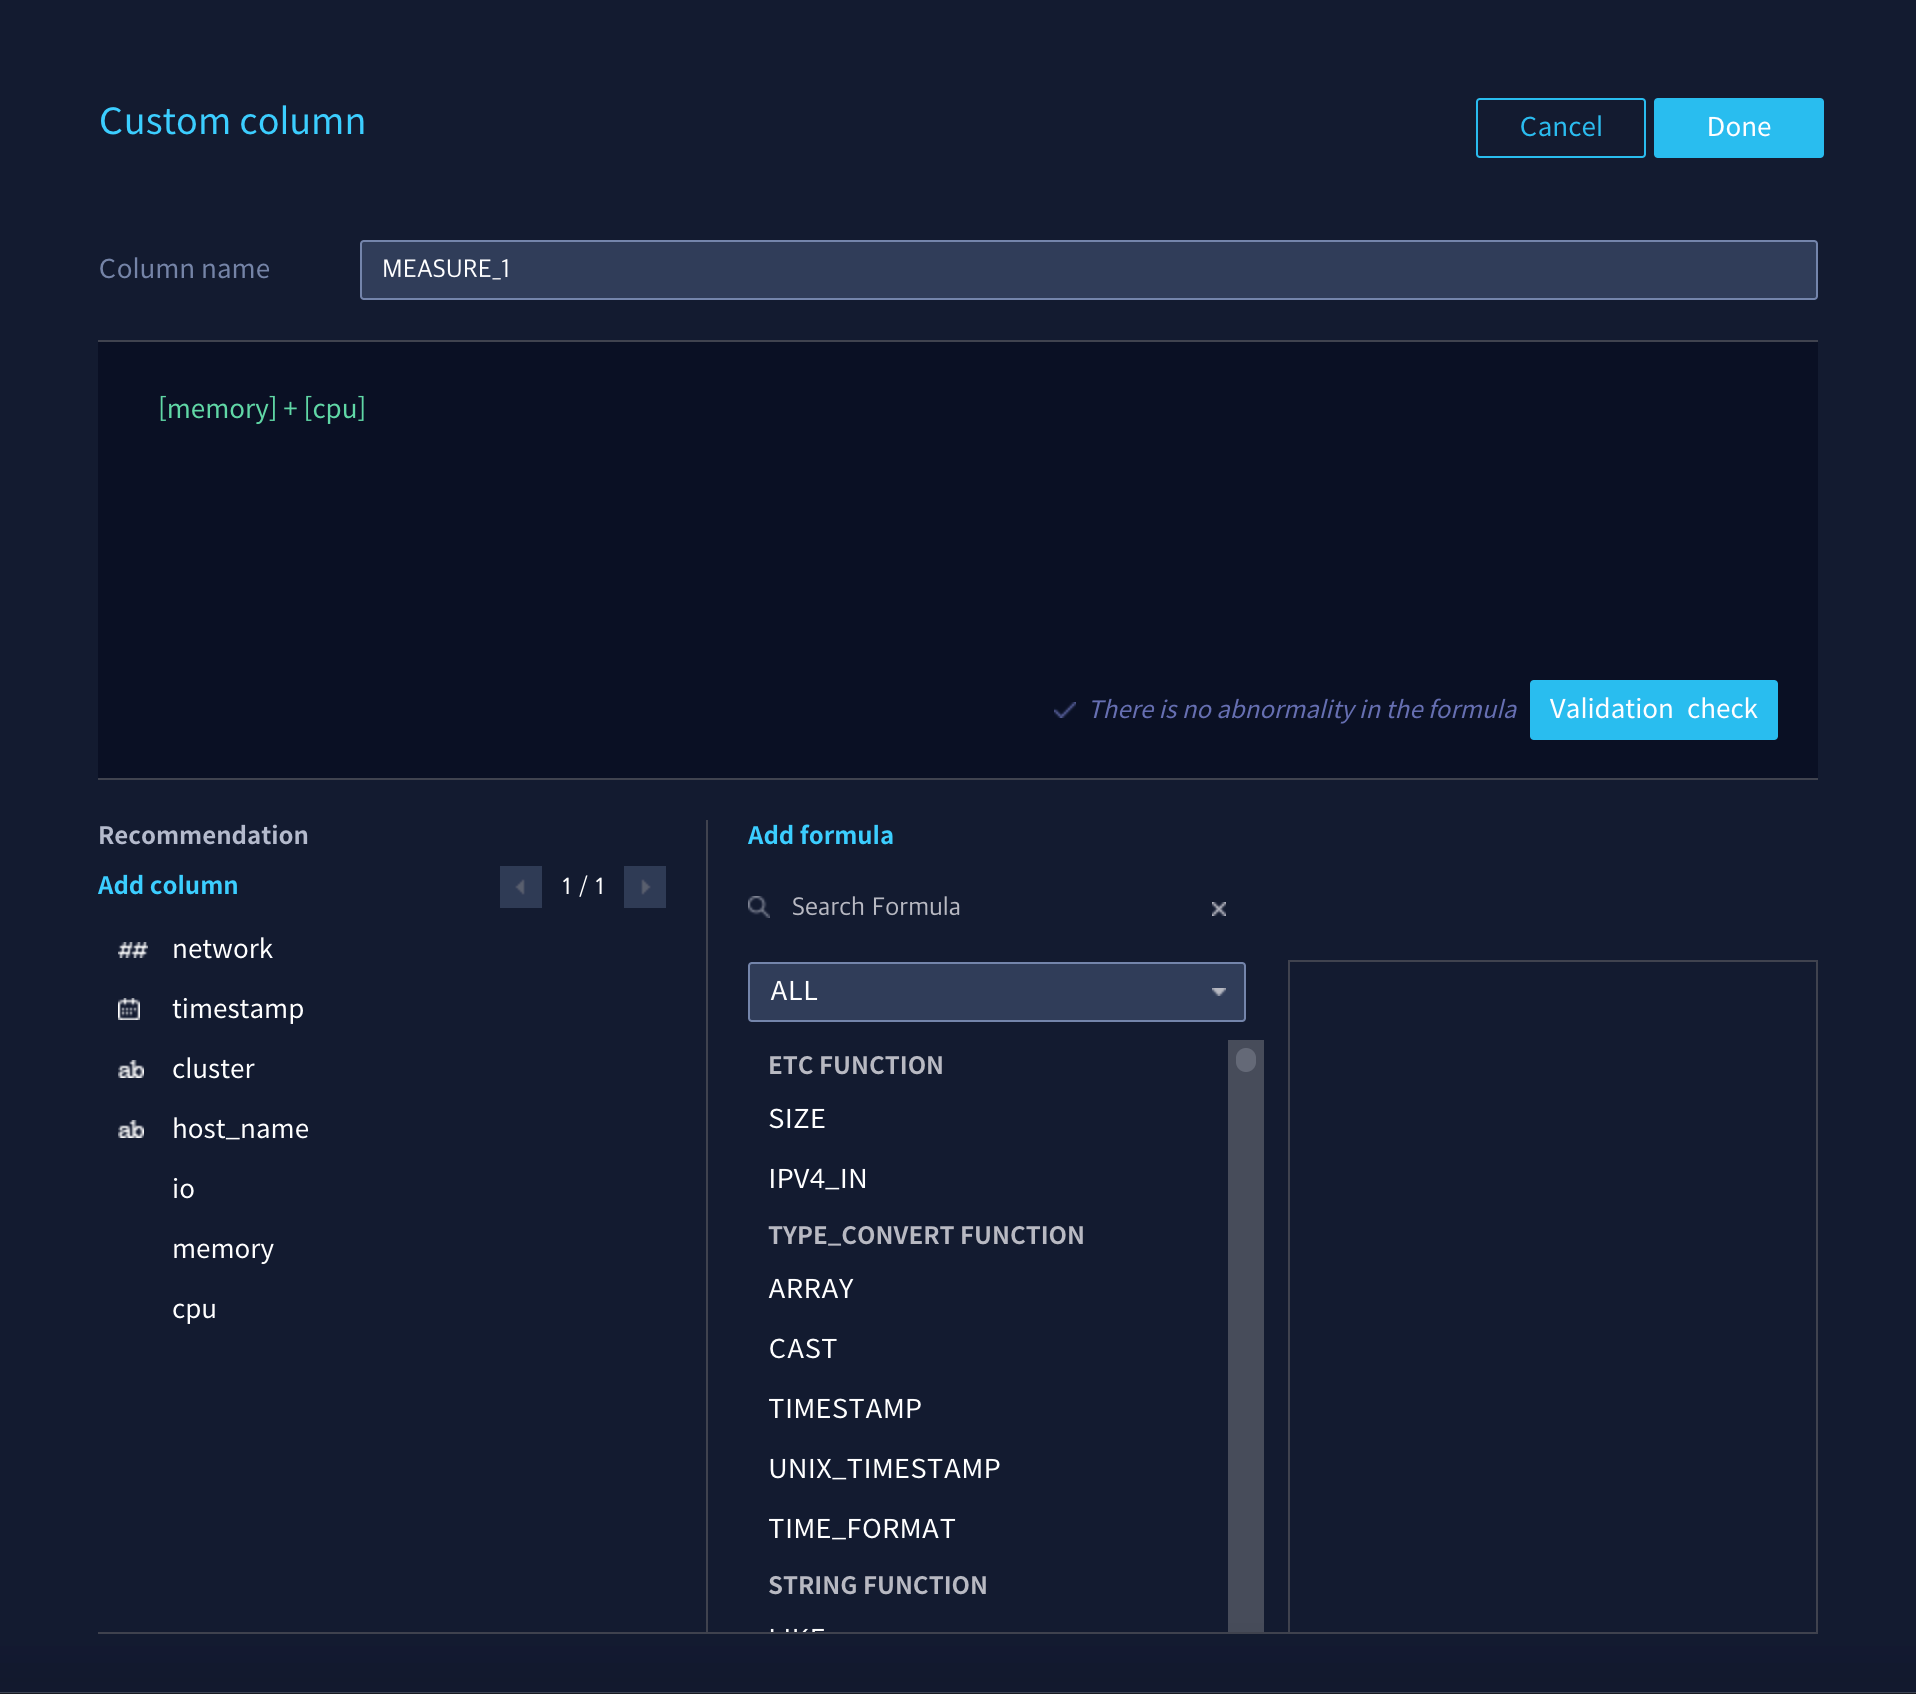 Custom column
Cancel
Done
Column name
MEASURE_1
[memory] + [cpu]
There is no abnormality in the formula
Validation check
Recommendation
Add column
1 / 1
## network
timestamp
ab cluster
ab host_name
io
memory
cpu
Add formula
Search Formula
ALL
ETC FUNCTION
SIZE
IPV4_IN
TYPE_CONVERT FUNCTION
ARRAY
CAST
TIMESTAMP
UNIX_TIMESTAMP
TIME_FORMAT
STRING FUNCTION